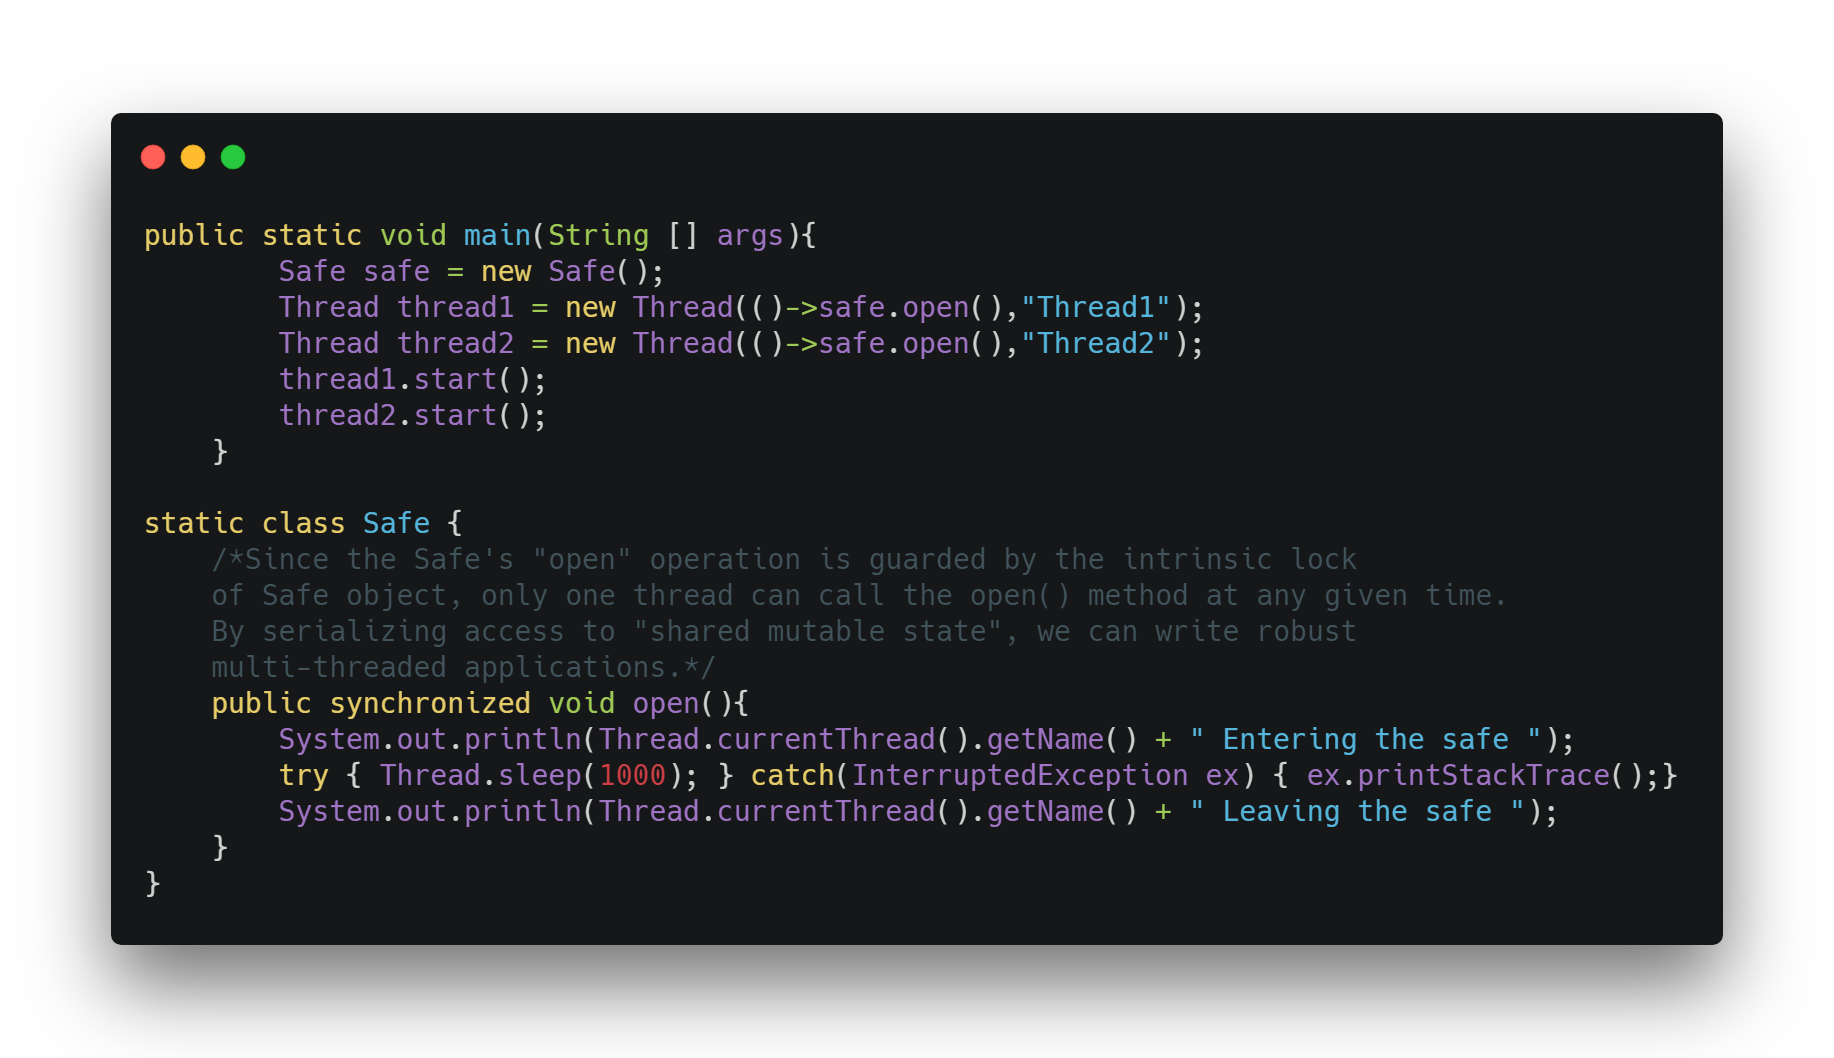 public static void main(String [] args){
        Safe safe = new Safe();
        Thread thread1 = new Thread(()->safe.open(),"Thread1");
        Thread thread2 = new Thread(()->safe.open(),"Thread2");
        thread1.start();
        thread2.start();
    }
static class Safe {
    /*Since the Safe's "open" operation is guarded by the intrinsic lock
    of Safe object, only one thread can call the open() method at any given time.
    By serializing access to "shared mutable state", we can write robust
    multi-threaded applications.*/
    public synchronized void open(){
        System.out.println(Thread.currentThread().getName() + " Entering the safe ");
        try { Thread.sleep(1000); } catch(InterruptedException ex) { ex.printStackTrace();}
        System.out.println(Thread.currentThread().getName() + " Leaving the safe ");
    }
}